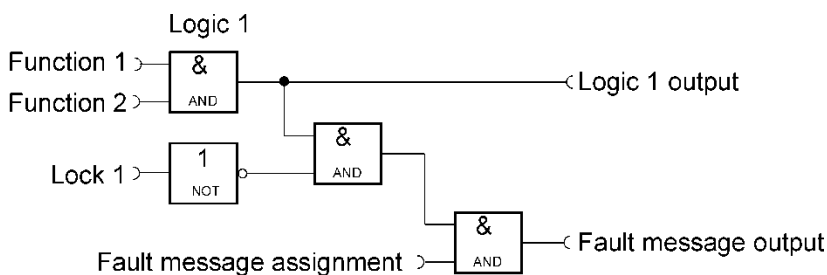 Logic 1
Function 1
&
Function 2
AND
Logic 1 output
&
AND
Lock 1
1
NOT
&
AND
Fault message output
Fault message assignment